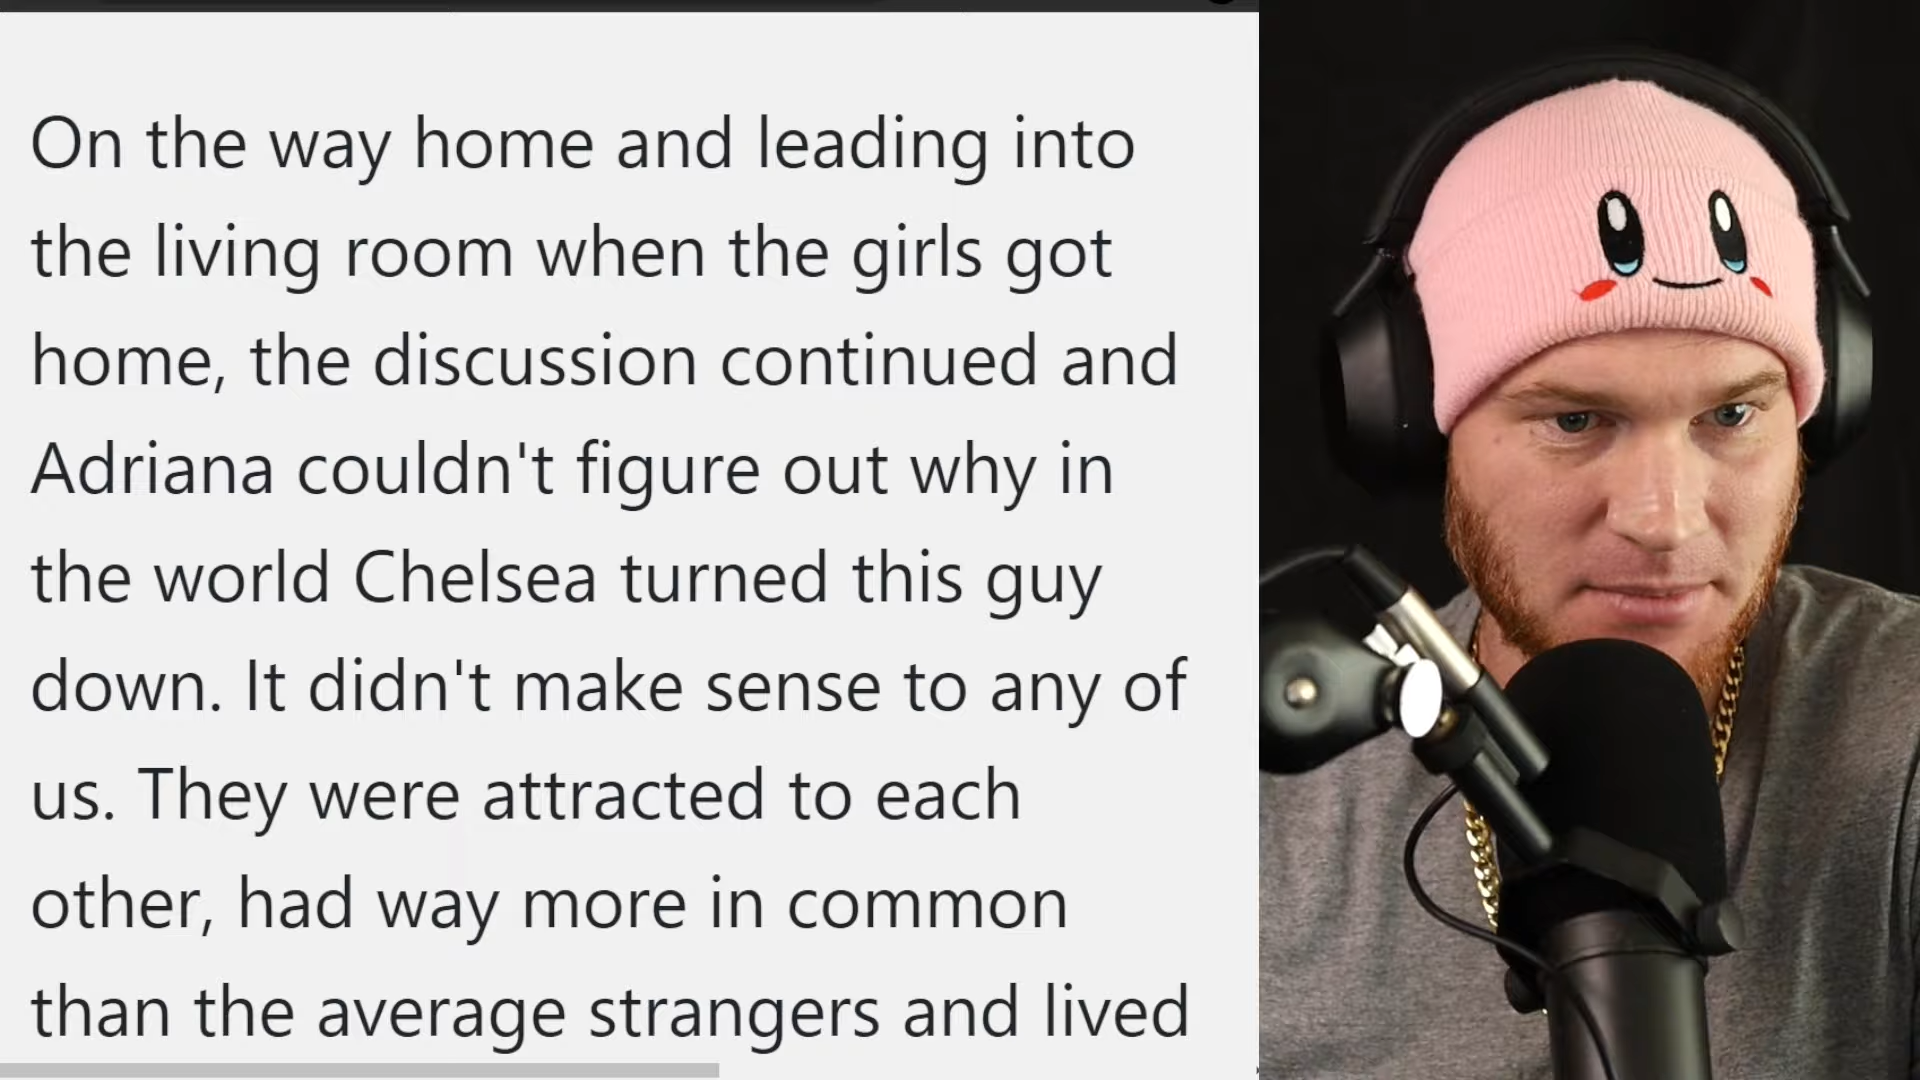 On the way home and leading into
the living room when the girls got
home, the discussion continued and
Adriana couldn't figure out why in
the world Chelsea turned this guy
down. It didn't make sense to any of
us. They were attracted to each
other, had way more in common
than the average strangers and lived